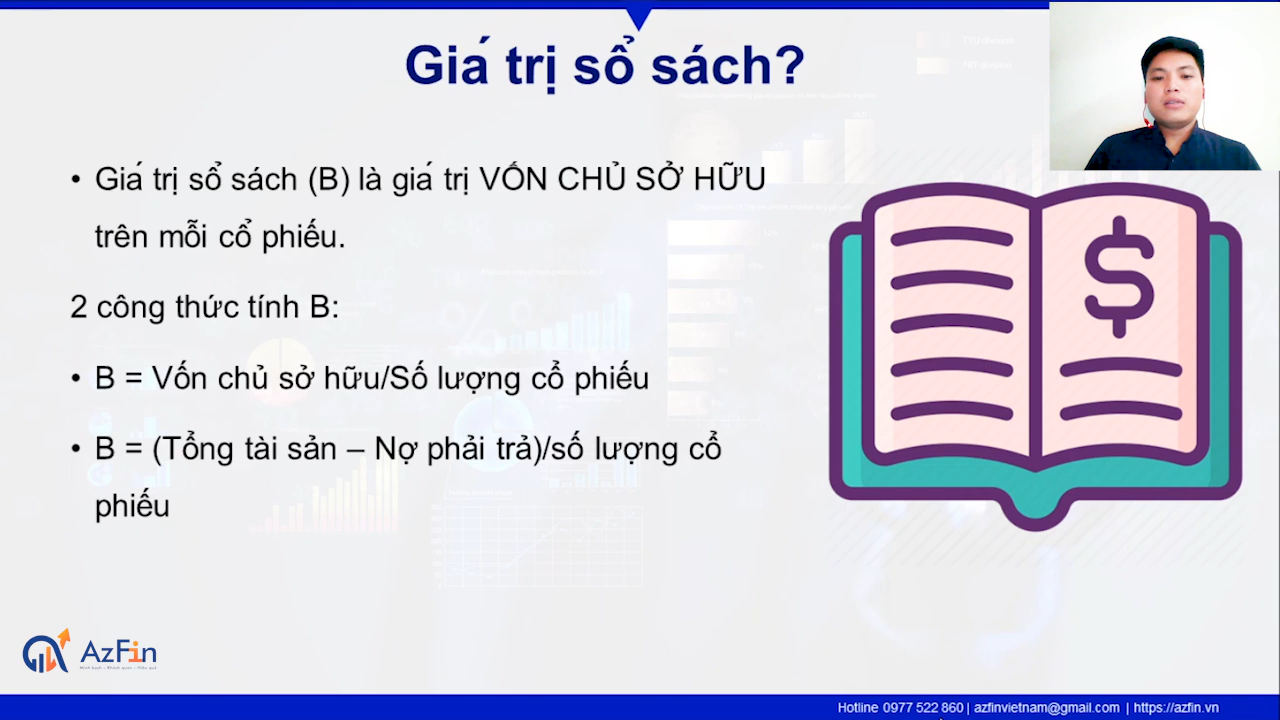 Giá trị sổ sách?
• Giá trị sổ sách (B) là giá trị VỐN CHỦ SỞ HỮU
trên mỗi cổ phiếu.
2 công thức tính B:
• B = Vốn chủ sở hữu/Số lượng cổ phiếu
• B = (Tổng tài sản – Nợ phải trả)/số lượng cổ
phiếu
$
AzFin
Hotline 0977 522 860 | azfinvietnam@gmail.com | https://azfin.vn